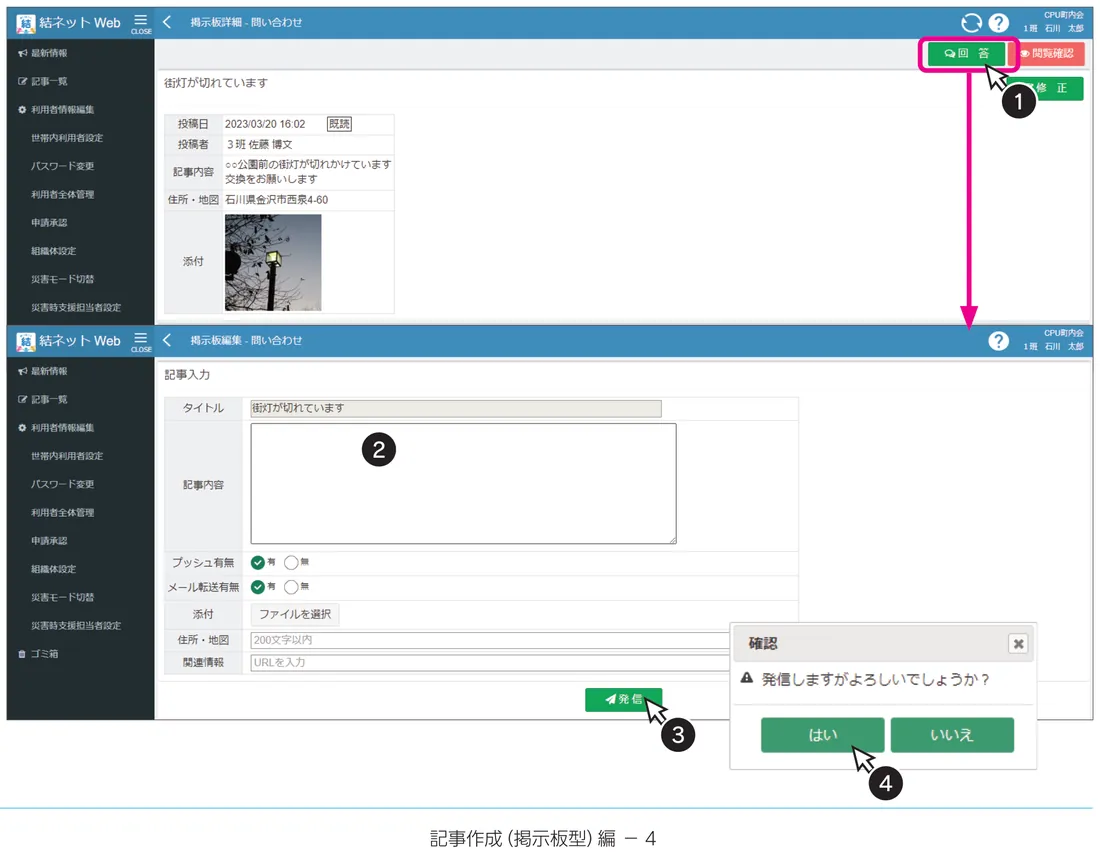 結 結ネット Web CLOSE 掲示板詳細 - 問い合わせ ? CPU町内会
1班 石川 太郎
最新情報
記事一覧
利用者情報編集
世帯内利用者設定
パスワード変更
利用者全体管理
申請承認
組織体設定
災害モード切替
災害時支援担当者設定
回 答 閲覧確認
1
修 正
街灯が切れています
投稿日 2023/03/20 16:02 既読
投稿者 3班 佐藤 博文
記事内容 ○○公園前の街灯が切れかけています
交換をお願いします
住所・地図 石川県金沢市西泉4-60
添付
結 結ネット Web CLOSE 掲示板編集 - 問い合わせ ? CPU町内会
1班 石川 太郎
最新情報
記事一覧
利用者情報編集
世帯内利用者設定
パスワード変更
利用者全体管理
申請承認
組織体設定
災害モード切替
災害時支援担当者設定
ゴミ箱
記事入力
タイトル 街灯が切れています
記事内容 2
プッシュ有無 有 無
メール転送有無 有 無
添付 ファイルを選択
住所・地図 200文字以内
関連情報 URLを入力
発信
3
確認
発信しますがよろしいでしょうか？
はい いいえ
4
記事作成（掲示板型）編 － 4